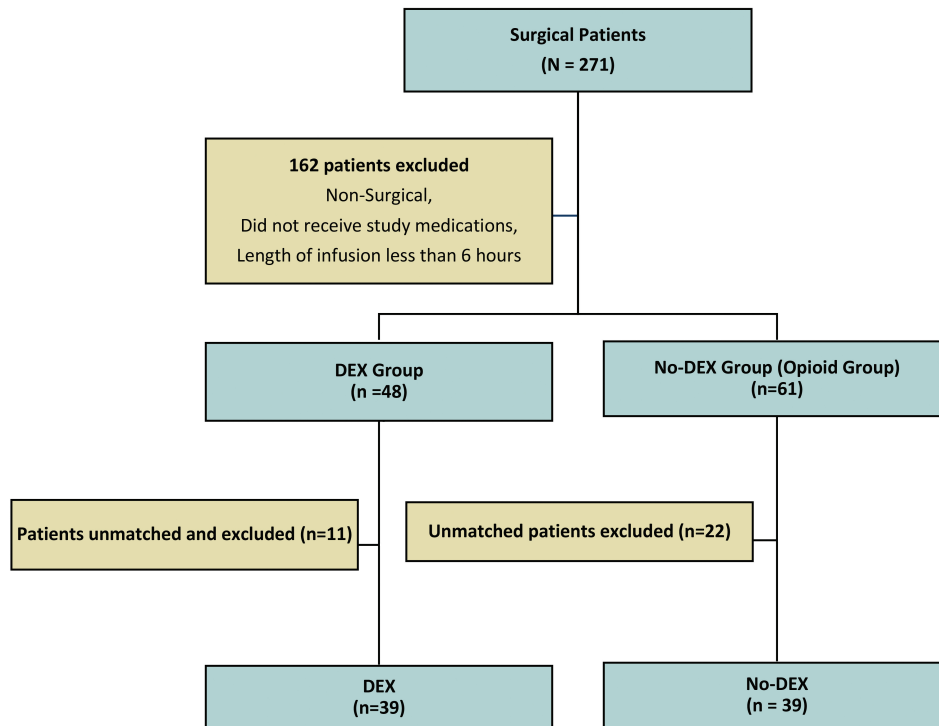 Surgical Patients
(N = 271)
162 patients excluded
Non-Surgical,
Did not receive study medications,
Length of infusion less than 6 hours
DEX Group
(n =48)
No-DEX Group (Opioid Group)
(n=61)
Patients unmatched and excluded (n=11)
Unmatched patients excluded (n=22)
DEX
(n=39)
No-DEX
(n = 39)